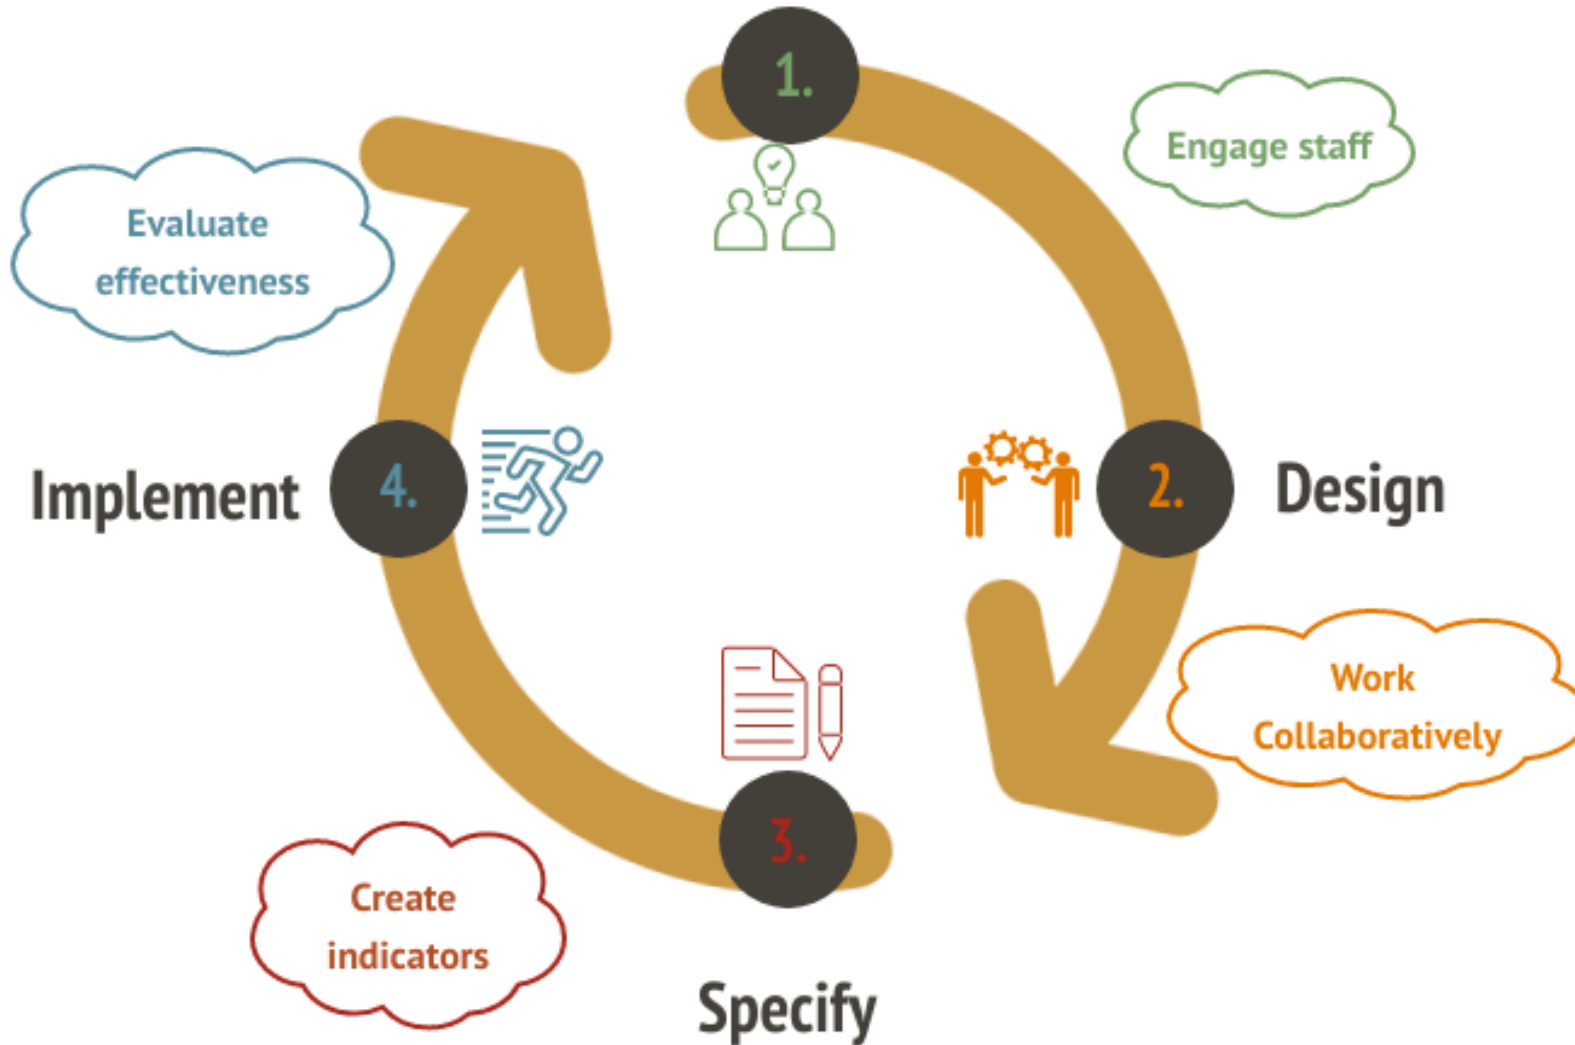 1.
Engage staff
2.
Design
Work
Collaboratively
3.
Specify
Create
indicators
4.
Implement
Evaluate
effectiveness